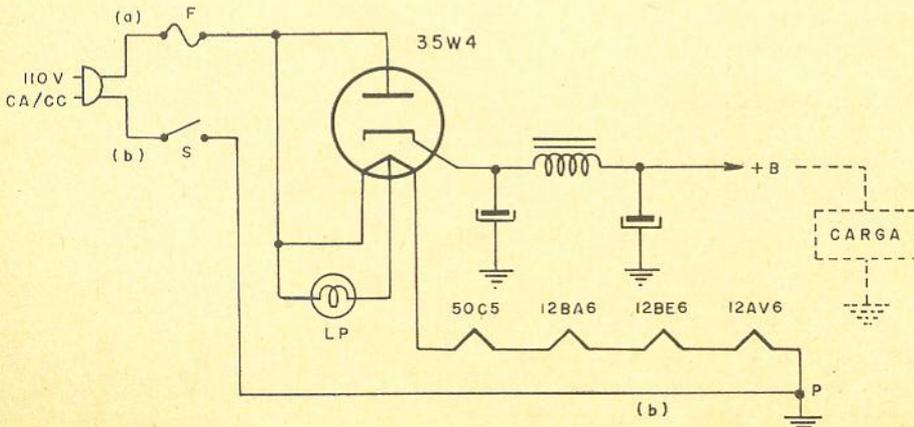 (a)
F
35W4
110 V
CA/CC
(b)
S
+B
CARGA
LP
50C5
12BA6
12BE6
12AV6
P
(b)